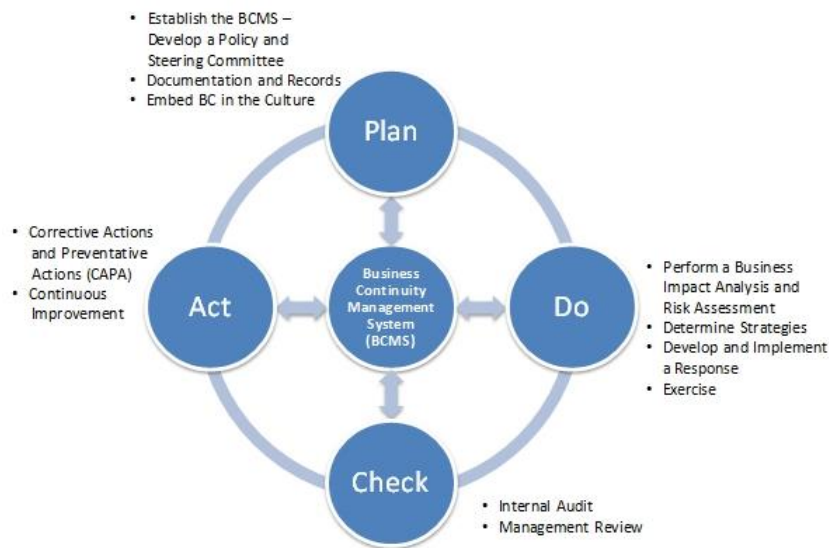 • Establish the BCMS –
Develop a Policy and
Steering Committee
• Documentation and Records
• Embed BC in the Culture
Plan
• Corrective Actions
and Preventative
Actions (CAPA)
• Continuous
Improvement
Act
Business
Continuity
Management
System
(BCMS)
Do
• Perform a Business
Impact Analysis and
Risk Assessment
• Determine Strategies
• Develop and Implement
a Response
• Exercise
Check
• Internal Audit
• Management Review